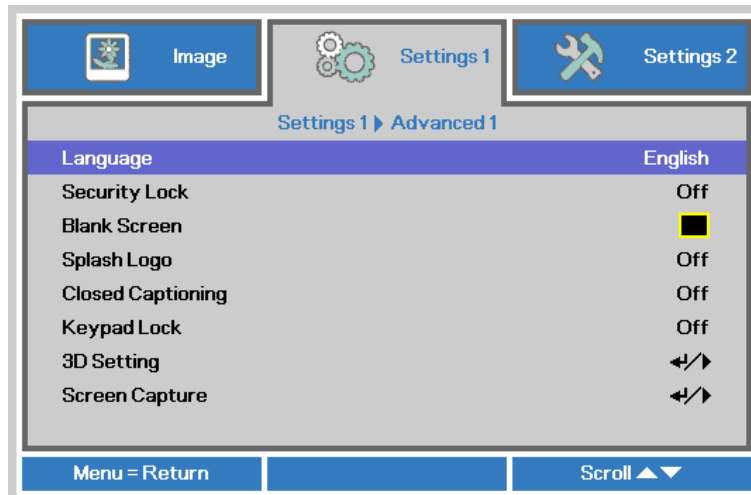 Image Settings 1 Settings 2
Settings 1 Advanced 1
Language English
Security Lock Off
Blank Screen
Splash Logo Off
Closed Captioning Off
Keypad Lock Off
3D Setting ↵/▶
Screen Capture ↵/▶
Menu = Return Scroll ▲▼